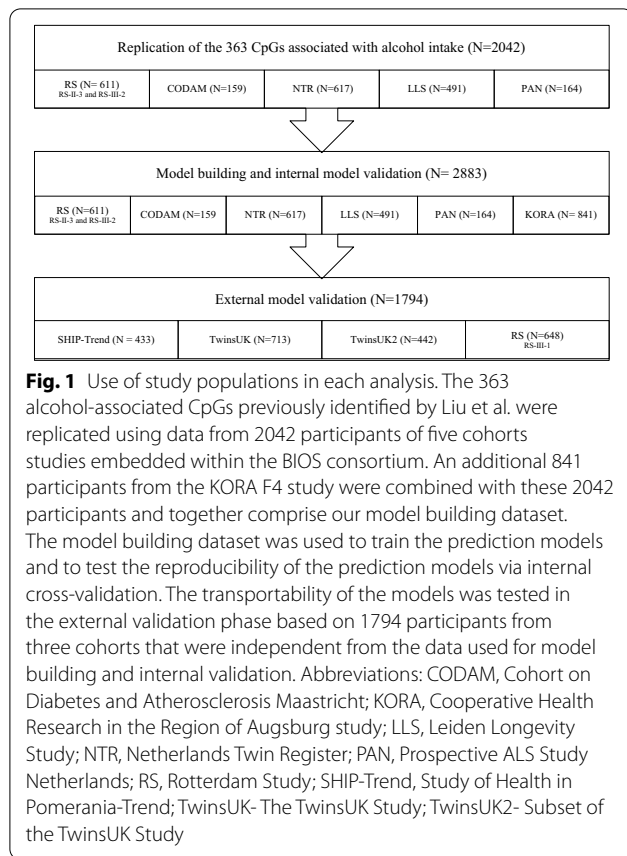 Replication of the 363 CpGs associated with alcohol intake (N=2042)
RS (N= 611)
RS-II-3 and RS-III-2
CODAM (N=159)
NTR (N=617)
LLS (N=491)
PAN (N=164)
Model building and internal model validation (N= 2883)
RS (N=611)
RS-II-3 and RS-III-2
CODAM (N=159
NTR (N=617)
LLS (N=491)
PAN (N=164)
KORA (N= 841)
External model validation (N=1794)
SHIP-Trend (N = 433)
TwinsUK (N=713)
TwinsUK2 (N=442)
RS (N=648)
RS-III-1
Fig. 1 Use of study populations in each analysis. The 363
alcohol-associated CpGs previously identified by Liu et al. were
replicated using data from 2042 participants of five cohorts
studies embedded within the BIOS consortium. An additional 841
participants from the KORA F4 study were combined with these 2042
participants and together comprise our model building dataset.
The model building dataset was used to train the prediction models
and to test the reproducibility of the prediction models via internal
cross-validation. The transportability of the models was tested in
the external validation phase based on 1794 participants from
three cohorts that were independent from the data used for model
building and internal validation. Abbreviations: CODAM, Cohort on
Diabetes and Atherosclerosis Maastricht; KORA, Cooperative Health
Research in the Region of Augsburg study; LLS, Leiden Longevity
Study; NTR, Netherlands Twin Register; PAN, Prospective ALS Study
Netherlands; RS, Rotterdam Study; SHIP-Trend, Study of Health in
Pomerania-Trend; TwinsUK- The TwinsUK Study; TwinsUK2- Subset of
the TwinsUK Study